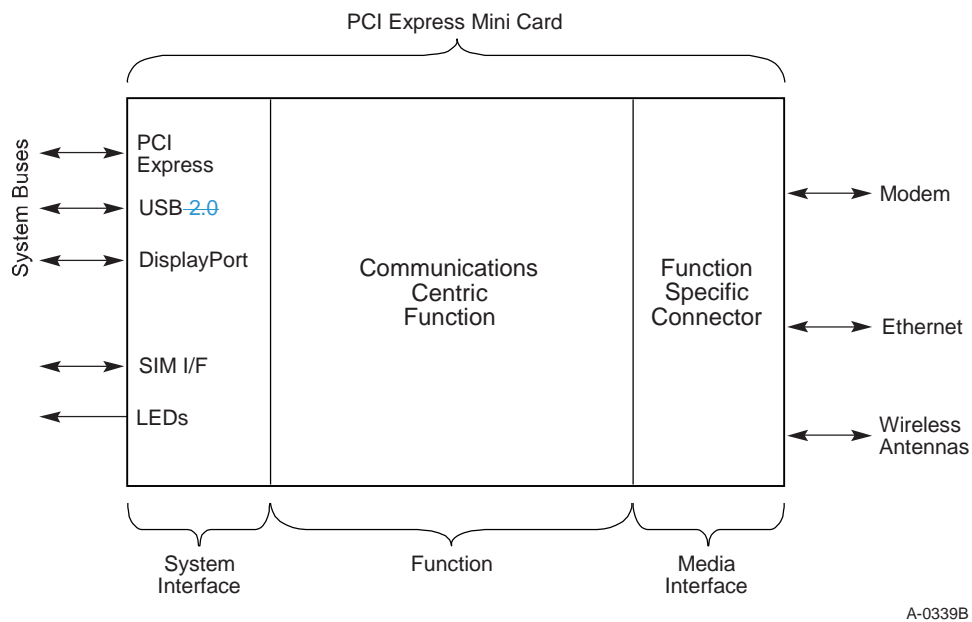 PCI Express Mini Card
System Buses
PCI
Express
USB 2.0
DisplayPort
SIM I/F
LEDs
Communications
Centric
Function
Function
Specific
Connector
Modem
Ethernet
Wireless
Antennas
System
Interface
Function
Media
Interface
A-0339B